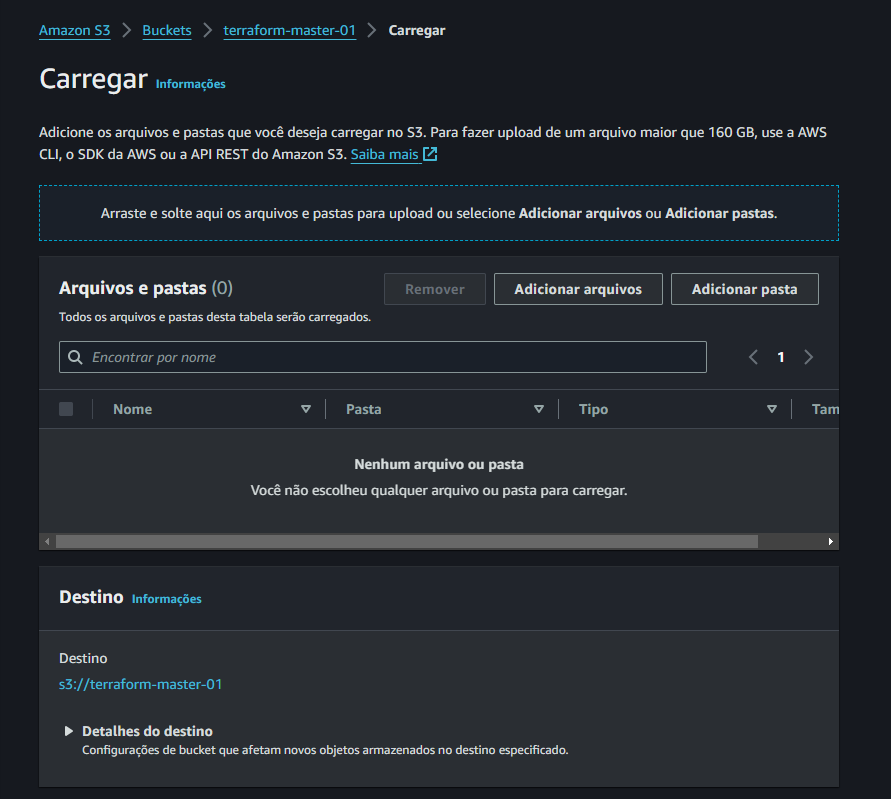 Amazon S3 > Buckets > terraform-master-01 > Carregar
Carregar Informações
Adicione os arquivos e pastas que você deseja carregar no S3. Para fazer upload de um arquivo maior que 160 GB, use a AWS
CLI, o SDK da AWS ou a API REST do Amazon S3. Saiba mais
Arraste e solte aqui os arquivos e pastas para upload ou selecione Adicionar arquivos ou Adicionar pastas.
Arquivos e pastas (0) Remover Adicionar arquivos Adicionar pasta
Todos os arquivos e pastas desta tabela serão carregados.
Encontrar por nome 1
Nome Pasta Tipo Tam
Nenhum arquivo ou pasta
Você não escolheu qualquer arquivo ou pasta para carregar.
Destino Informações
Destino
s3://terraform-master-01
Detalhes do destino
Configurações de bucket que afetam novos objetos armazenados no destino especificado.